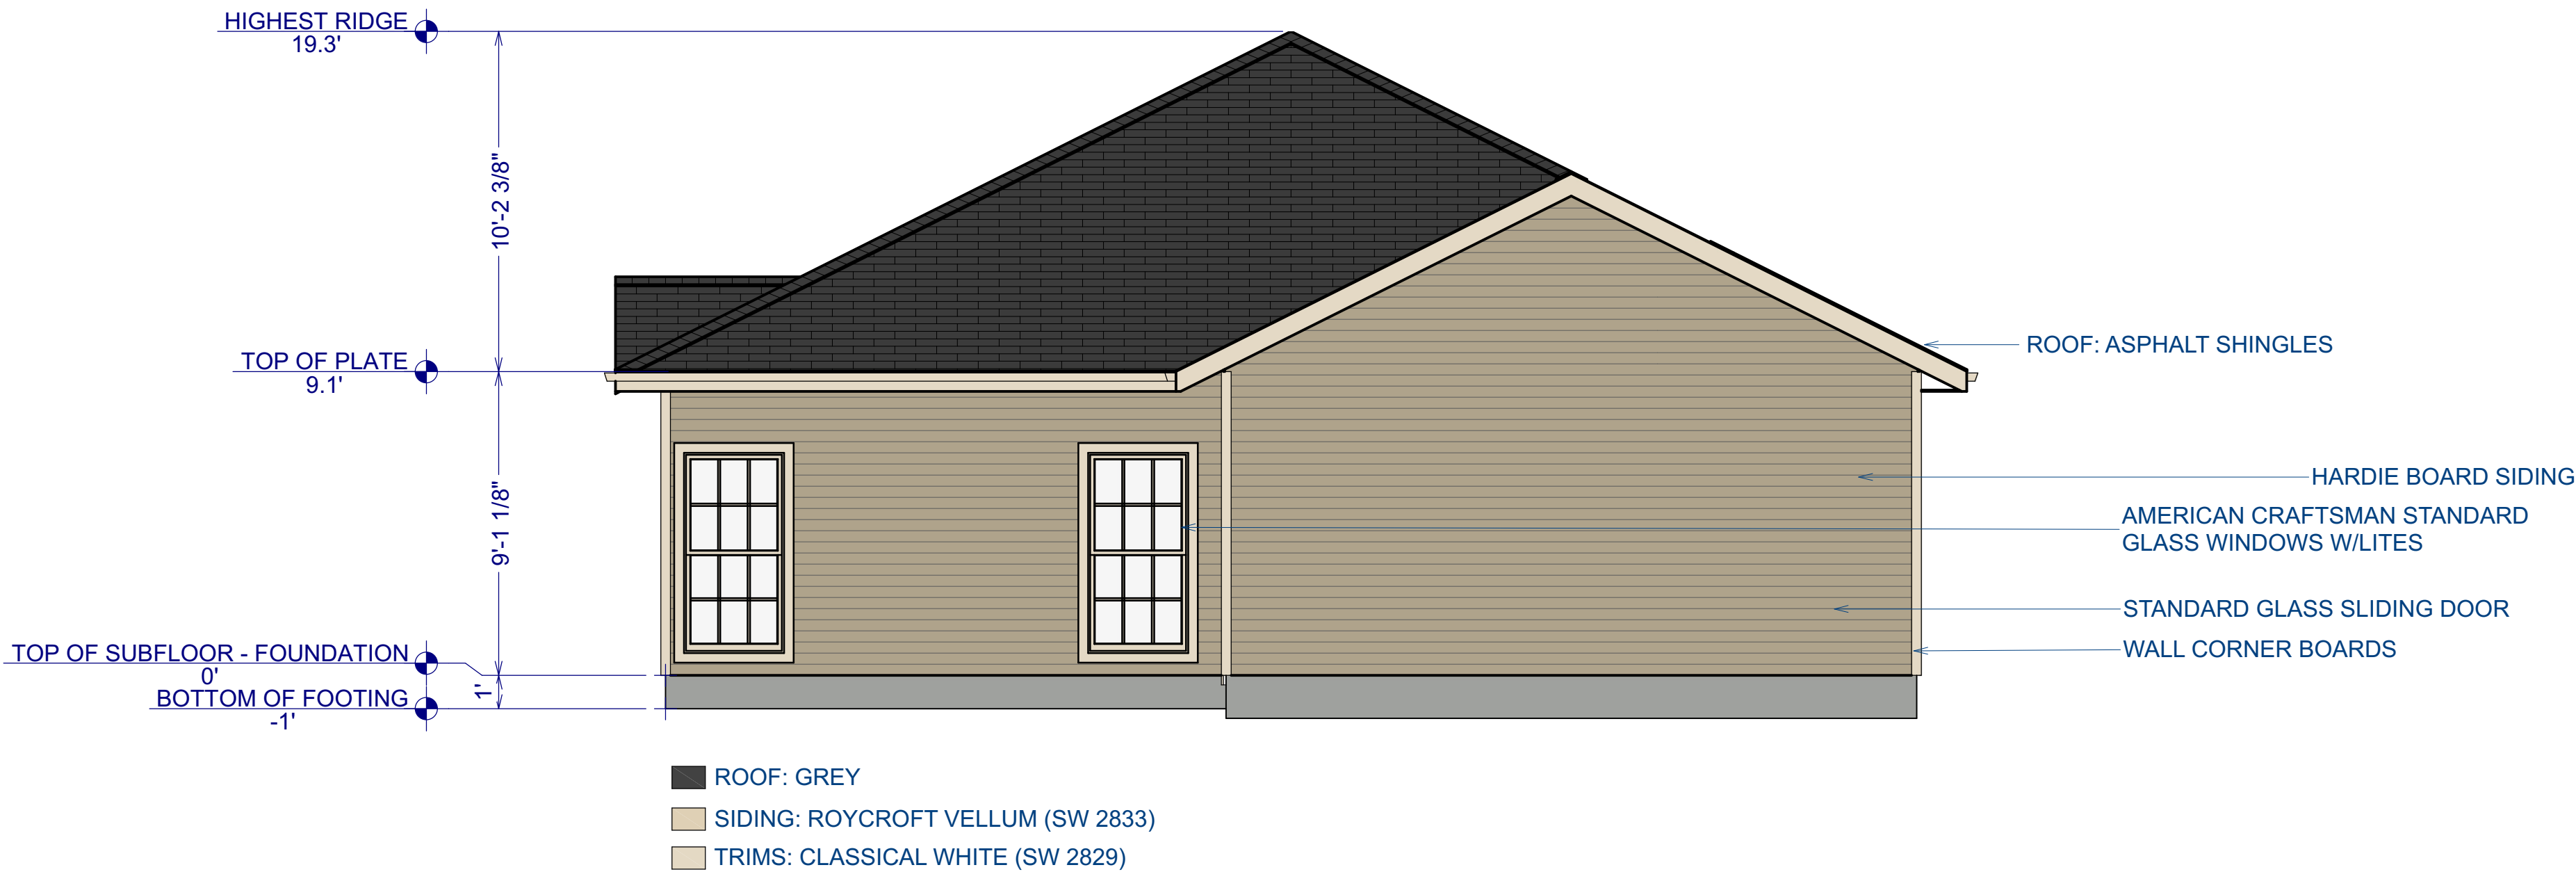 HIGHEST RIDGE
19.3'
10'-2 3/8"
TOP OF PLATE
9.1'
9'-1 1/8"
TOP OF SUBFLOOR - FOUNDATION
0'
1'
BOTTOM OF FOOTING
-1'
ROOF: ASPHALT SHINGLES
HARDIE BOARD SIDING
AMERICAN CRAFTSMAN STANDARD
GLASS WINDOWS W/LITES
STANDARD GLASS SLIDING DOOR
WALL CORNER BOARDS
ROOF: GREY
SIDING: ROYCROFT VELLUM (SW 2833)
TRIMS: CLASSICAL WHITE (SW 2829)